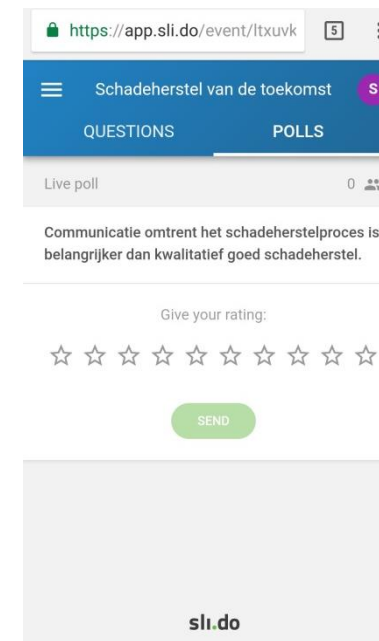 https://app.sli.do/event/ltxuvk 5
Schadeherstel van de toekomst S
QUESTIONS POLLS
Live poll 0
Communicatie omtrent het schadeherstelproces is
belangrijker dan kwalitatief goed schadeherstel.
Give your rating:
SEND
sli.do